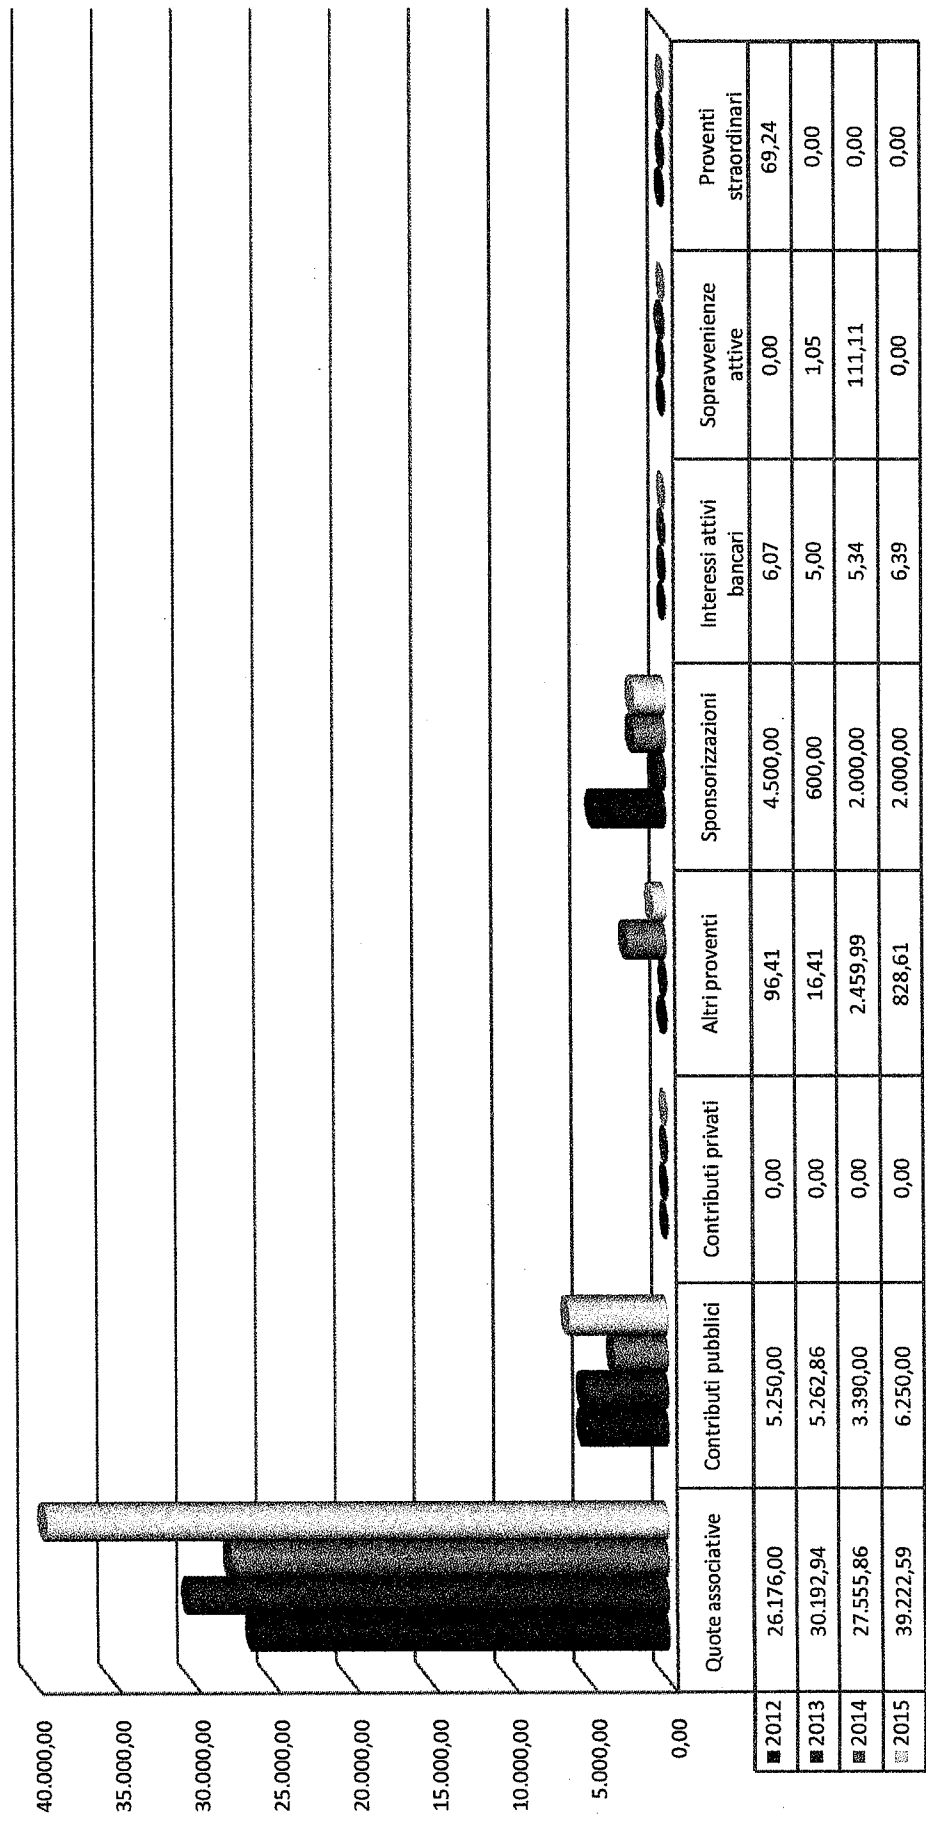 40.000,00
35.000,00
30.000,00
25.000,00
20.000,00
15.000,00
10.000,00
5.000,00
0,00
Quote associative Contributi pubblici Contributi privati Altri proventi Sponsorizzazioni Interessi attivi bancari Sopravvenienze attive Proventi straordinari
2012 26.176,00 5.250,00 0,00 96,41 4.500,00 6,07 0,00 69,24
2013 30.192,94 5.262,86 0,00 16,41 600,00 5,00 1,05 0,00
2014 27.555,86 3.390,00 0,00 2.459,99 2.000,00 5,34 111,11 0,00
2015 39.222,59 6.250,00 0,00 828,61 2.000,00 6,39 0,00 0,00